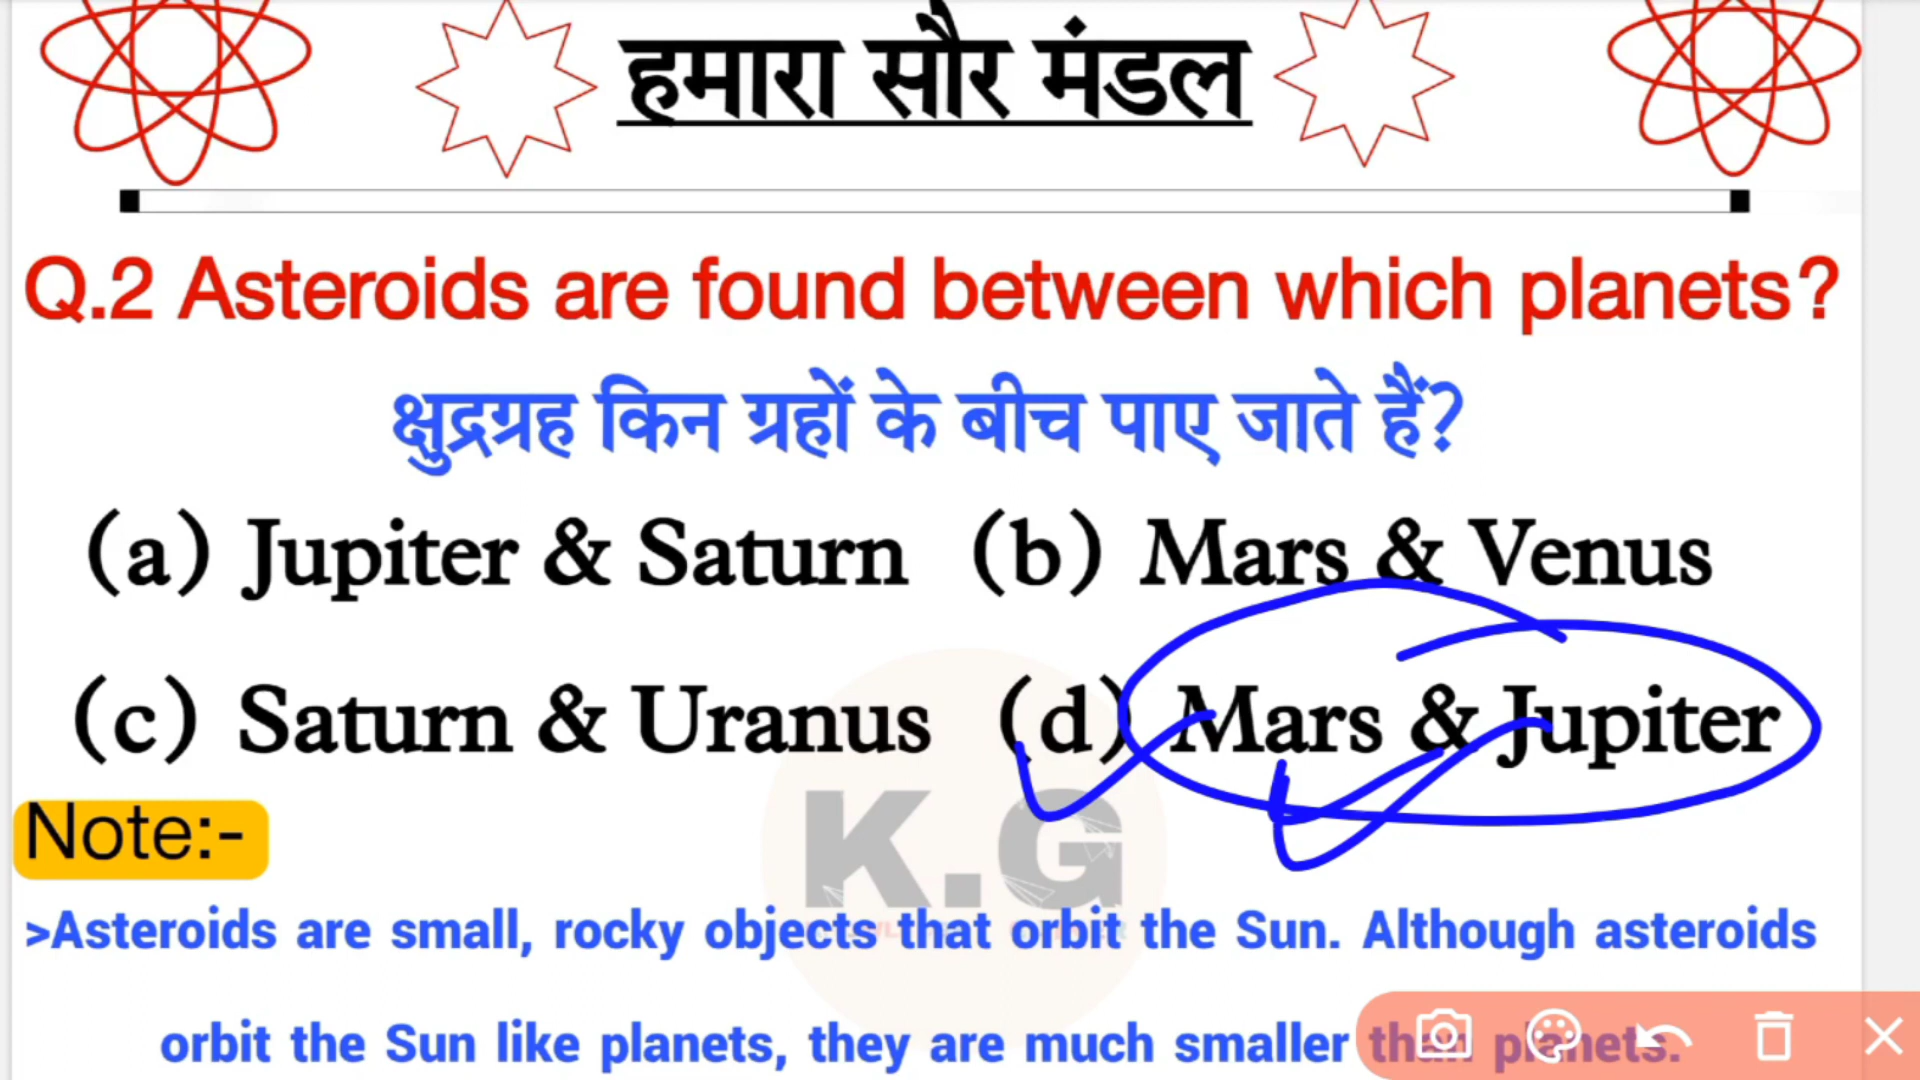 हमारा सौर मंडल
Q.2 Asteroids are found between which planets?
क्षुद्रग्रह किन ग्रहों के बीच पाए जाते हैं?
(a) Jupiter & Saturn (b) Mars & Venus
(c) Saturn & Uranus (d) Mars & Jupiter
Note:-
K.G
>Asteroids are small, rocky objects that orbit the Sun. Although asteroids
orbit the Sun like planets, they are much smaller than planets.